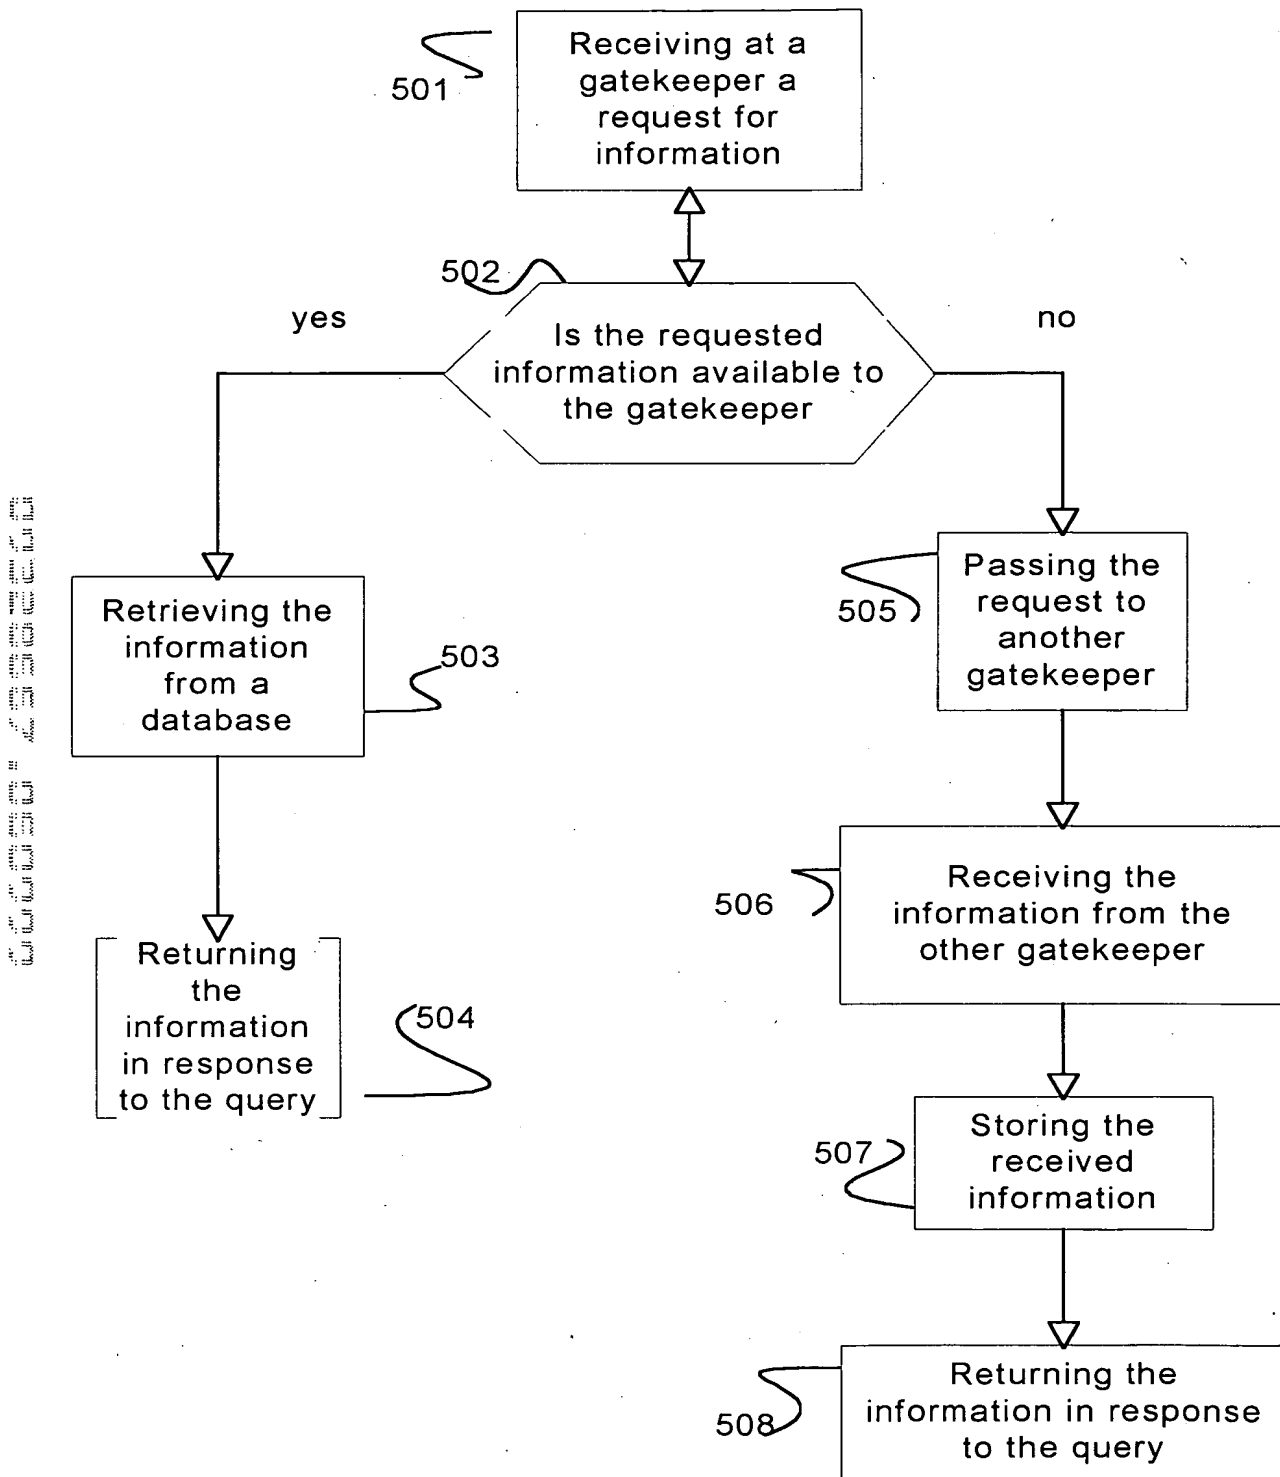 Receiving at a
gatekeeper a
request for
information
501
502
yes
no
Is the requested
information available to
the gatekeeper
Retrieving the
information
from a
database
503
Returning
the
information
in response
to the query
504
Passing the
request to
another
gatekeeper
505
Receiving the
information from the
other gatekeeper
506
Storing the
received
information
507
Returning the
information in response
to the query
508